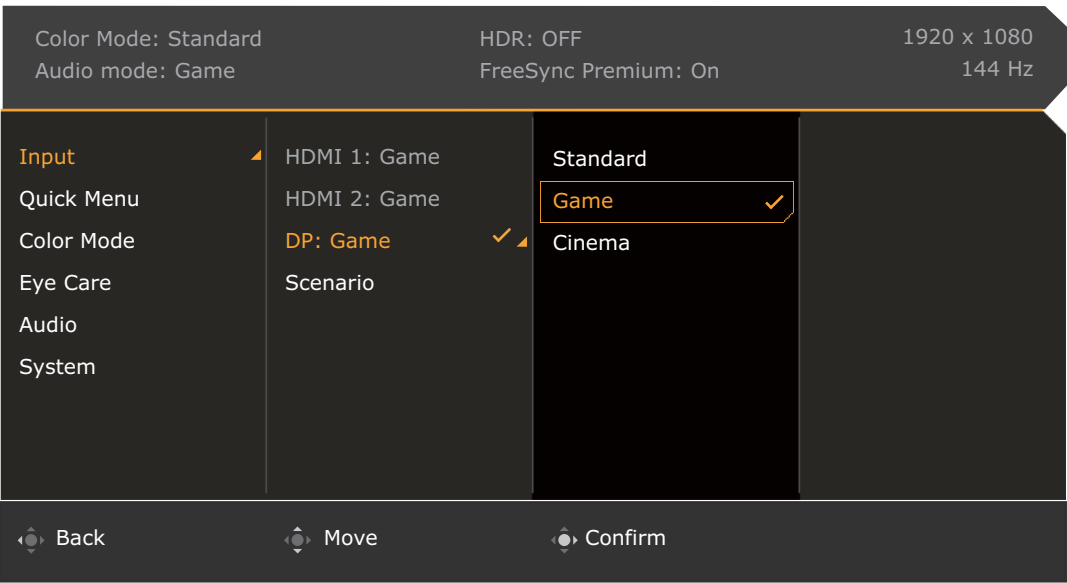 Color Mode: Standard
HDR: OFF
1920 x 1080
Audio mode: Game
FreeSync Premium: On
144 Hz
Input
Quick Menu
Color Mode
Eye Care
Audio
System
HDMI 1: Game
HDMI 2: Game
DP: Game
Scenario
Standard
Game
Cinema
Back
Move
Confirm